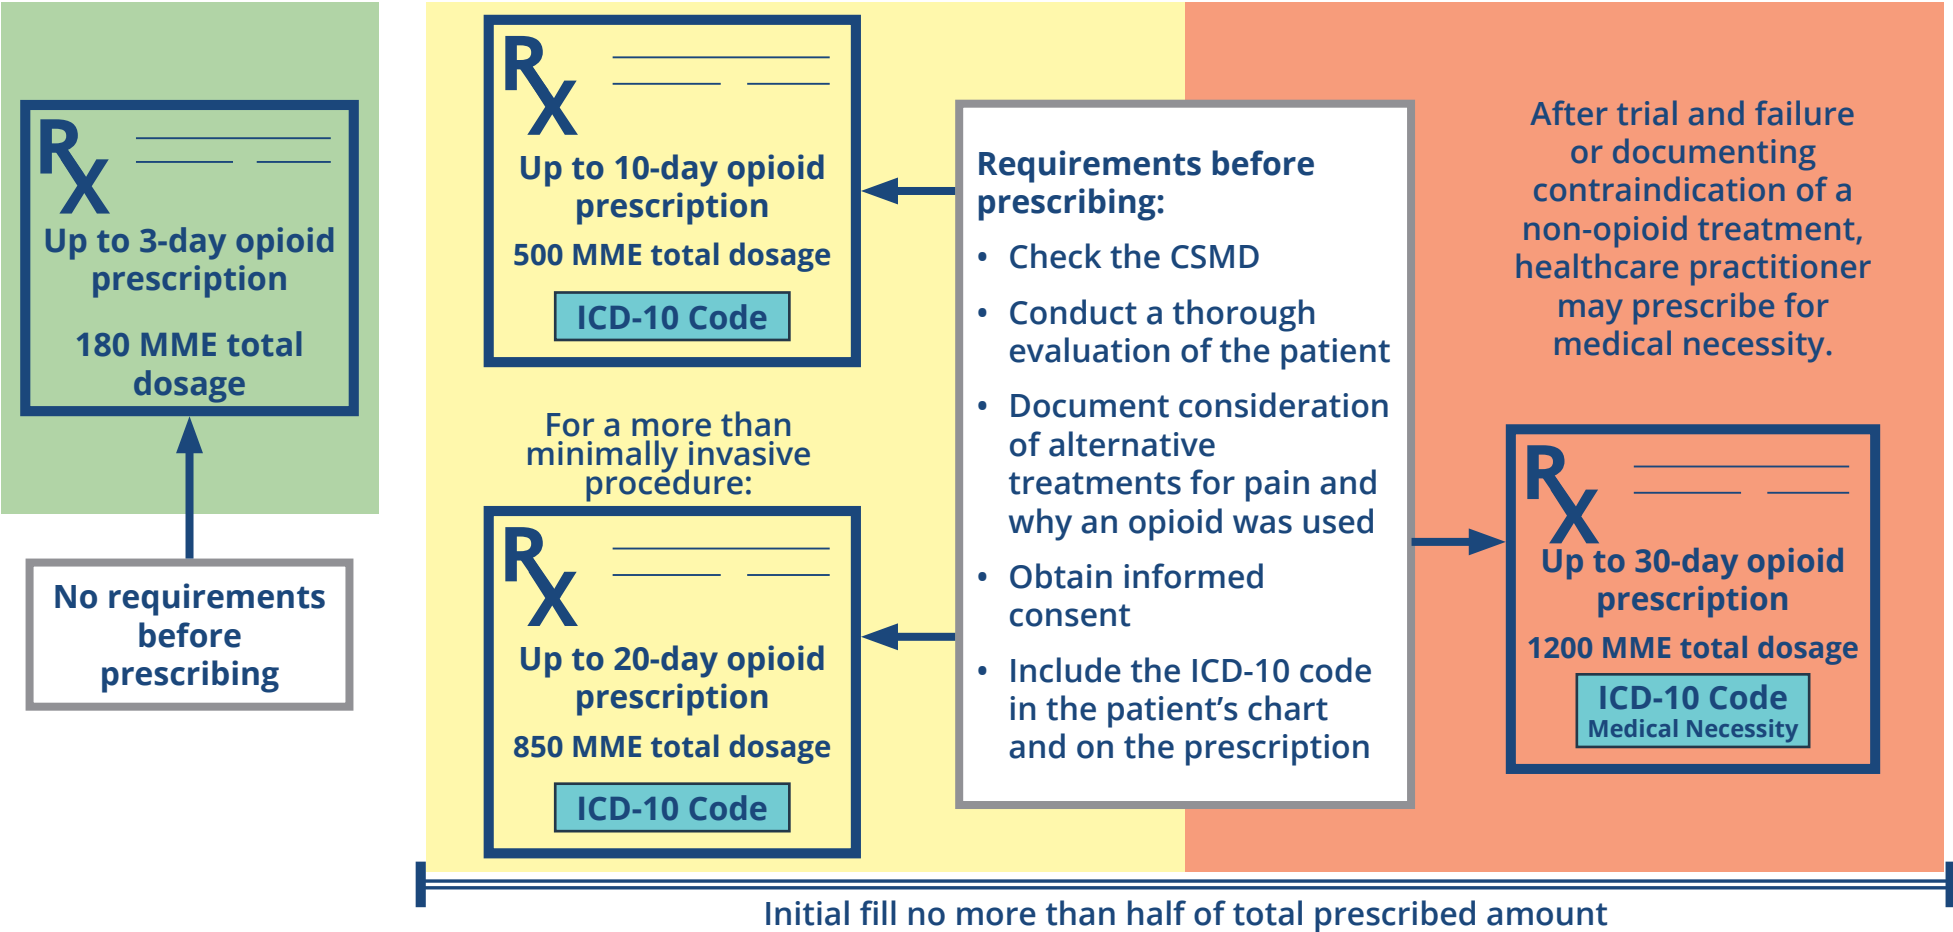 Rx
Up to 3-day opioid
prescription
180 MME total
dosage
No requirements
before
prescribing
Rx
Up to 10-day opioid
prescription
500 MME total dosage
ICD-10 Code
For a more than
minimally invasive
procedure:
Rx
Up to 20-day opioid
prescription
850 MME total dosage
ICD-10 Code
Requirements before
prescribing:
• Check the CSMD
• Conduct a thorough
evaluation of the patient
• Document consideration
of alternative
treatments for pain and
why an opioid was used
• Obtain informed
consent
• Include the ICD-10 code
in the patient’s chart
and on the prescription
After trial and failure
or documenting
contraindication of a
non-opioid treatment,
healthcare practitioner
may prescribe for
medical necessity.
Rx
Up to 30-day opioid
prescription
1200 MME total dosage
ICD-10 Code
Medical Necessity
Initial fill no more than half of total prescribed amount